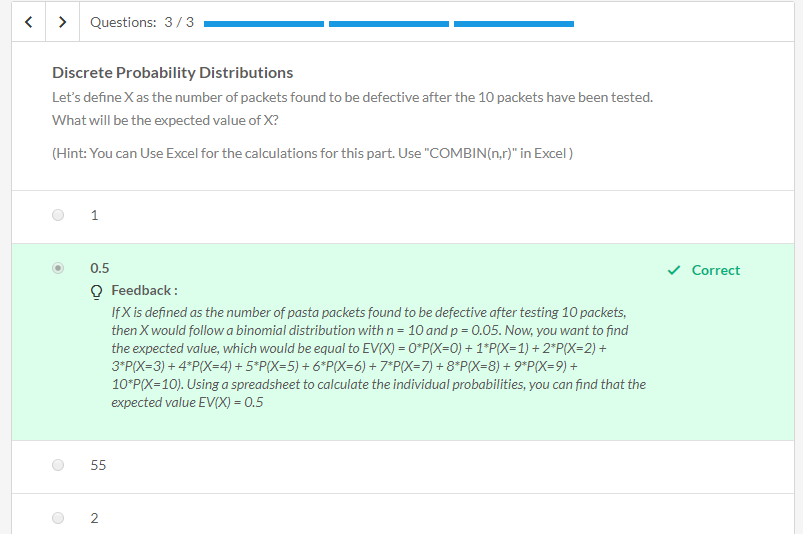 Questions: 3 / 3
Discrete Probability Distributions
Let's define X as the number of packets found to be defective after the 10 packets have been tested.
What will be the expected value of X?
(Hint: You can Use Excel for the calculations for this part. Use "COMBIN(n,r)" in Excel )
1
0.5
Correct
Feedback :
If X is defined as the number of pasta packets found to be defective after testing 10 packets,
then X would follow a binomial distribution with n = 10 and p = 0.05. Now, you want to find
the expected value, which would be equal to EV(X) = 0*P(X=0) + 1*P(X=1) + 2*P(X=2) +
3*P(X=3) + 4*P(X=4) + 5*P(X=5) + 6*P(X=6) + 7*P(X=7) + 8*P(X=8) + 9*P(X=9) +
10*P(X=10). Using a spreadsheet to calculate the individual probabilities, you can find that the
expected value EV(X) = 0.5
55
2